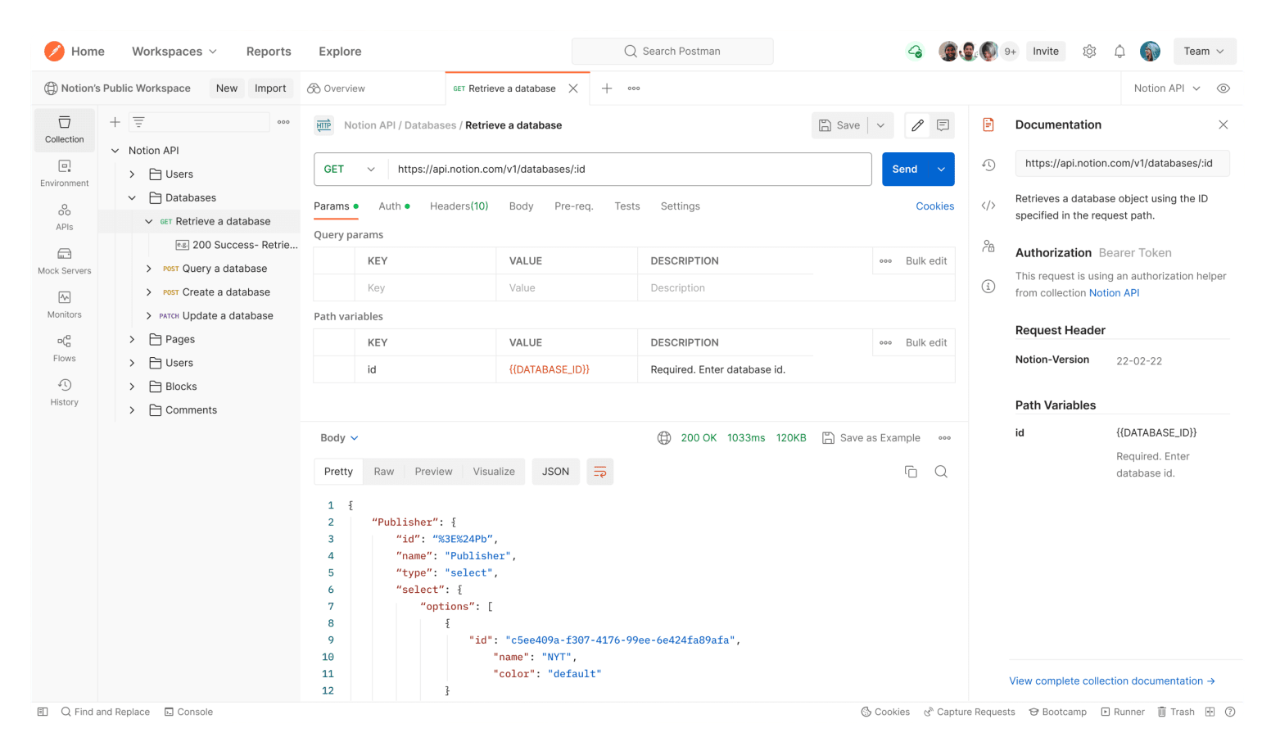 Home Workspaces Reports Explore Search Postman 9+ Invite Team
Notion's Public Workspace New Import Overview GET Retrieve a database Notion API
Collection
Environment
APIs
Mock Servers
Monitors
Flows
History
Notion API
Users
Databases
GET Retrieve a database
e.g. 200 Success- Retrie...
POST Query a database
POST Create a database
PATCH Update a database
Pages
Users
Blocks
Comments
HTTP Notion API / Databases / Retrieve a database Save
GET https://api.notion.com/v1/databases/:id Send
Params Auth Headers(10) Body Pre-req. Tests Settings Cookies
Query params
KEY VALUE DESCRIPTION Bulk edit
Key Value Description
Path variables
KEY VALUE DESCRIPTION Bulk edit
id {{DATABASE_ID}} Required. Enter database id.
Body 200 OK 1033ms 120KB Save as Example
Pretty Raw Preview Visualize JSON
1 {
2 “Publisher”: {
3 “id”: “%3E%24Pb”,
4 “name”: "Publisher",
5 “type”: "select",
6 “select”: {
7 “options”: [
8 {
9 "id": "c5ee409a-f307-4176-99ee-6e424fa89afa",
10 "name": "NYT",
11 "color": "default"
12 }
Documentation
https://api.notion.com/v1/databases/:id
Retrieves a database object using the ID
specified in the request path.
Authorization Bearer Token
This request is using an authorization helper
from collection Notion API
Request Header
Notion-Version 22-02-22
Path Variables
id {{DATABASE_ID}}
Required. Enter
database id.
View complete collection documentation →
Find and Replace Console Cookies Capture Requests Bootcamp Runner Trash